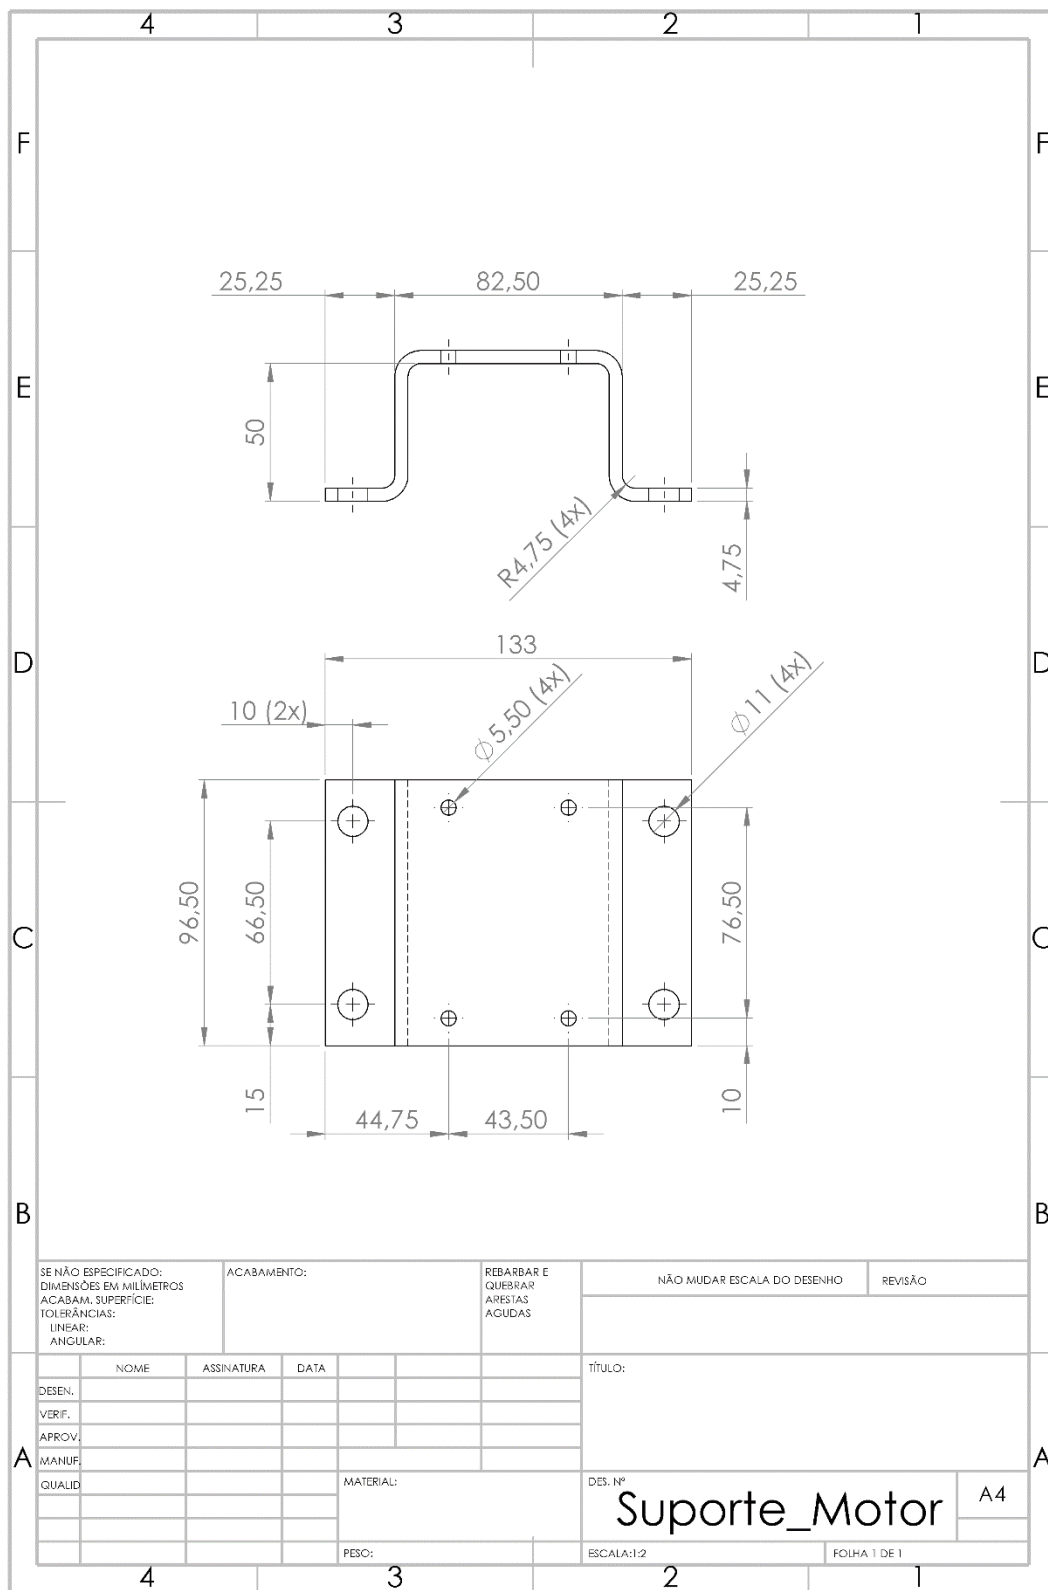 4 3 2 1
F F
25,25 82,50 25,25
E E
50
R4,75 (4x)
4,75
D D
133
10 (2x)
∅5,50 (4x)
∅11 (4x)
96,50
66,50
76,50
C C
15
10
44,75 43,50
B B
SE NÃO ESPECIFICADO:
DIMENSÕES EM MILÍMETROS
ACABAM. SUPERFÍCIE:
TOLERÂNCIAS:
LINEAR:
ANGULAR:
ACABAMENTO:
REBARBAR E
QUEBRAR
ARESTAS
AGUDAS
NÃO MUDAR ESCALA DO DESENHO
REVISÃO
NOME ASSINATURA DATA
DESEN.
VERIF.
APROV.
MANUF.
QUALID
TÍTULO:
A A
MATERIAL:
DES. Nº
Suporte_Motor
A4
PESO:
ESCALA:1:2
FOLHA 1 DE 1
4 3 2 1